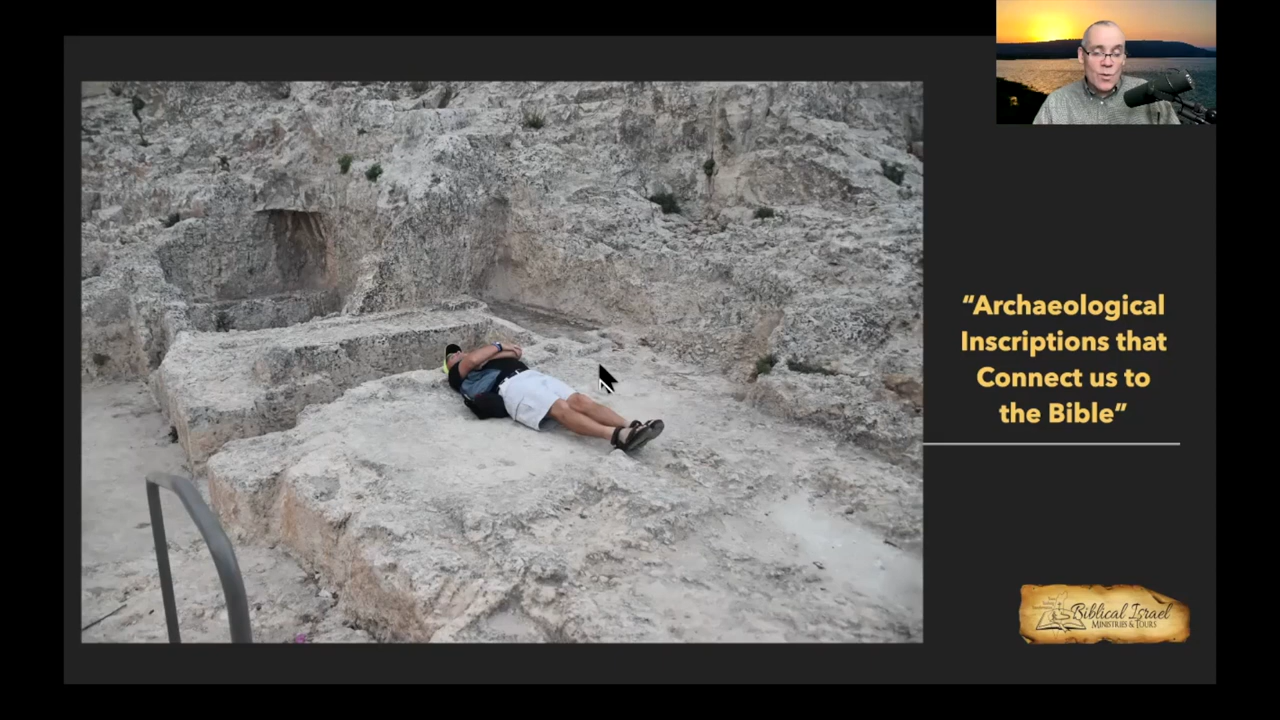 “Archaeological
Inscriptions that
Connect us to
the Bible”
Biblical Israel
MINISTRIES & TOURS